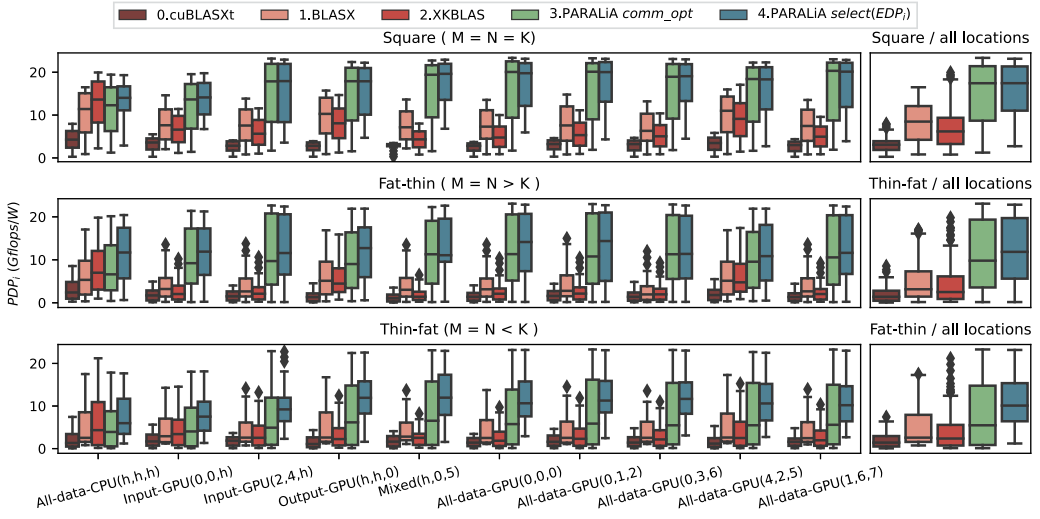 0.cuBLASXt 1.BLASX 2.XKBLAS 3.PARALiA comm_opt 4.PARALiA select(EDPi)
Square ( M = N = K) Square / all locations
20
10
0
Fat-thin ( M = N > K) Thin-fat / all locations
20
10
0
PDPi (Gflops/W)
Thin-fat (M = N < K ) Fat-thin / all locations
20
10
0
All-data-CPU(h,h,h) Input-GPU(0,0,h) Input-GPU(2,4,h) Output-GPU(h,h,0) Mixed(h,0,5) All-data-GPU(0,0,0) All-data-GPU(0,1,2) All-data-GPU(0,3,6) All-data-GPU(4,2,5) All-data-GPU(1,6,7)